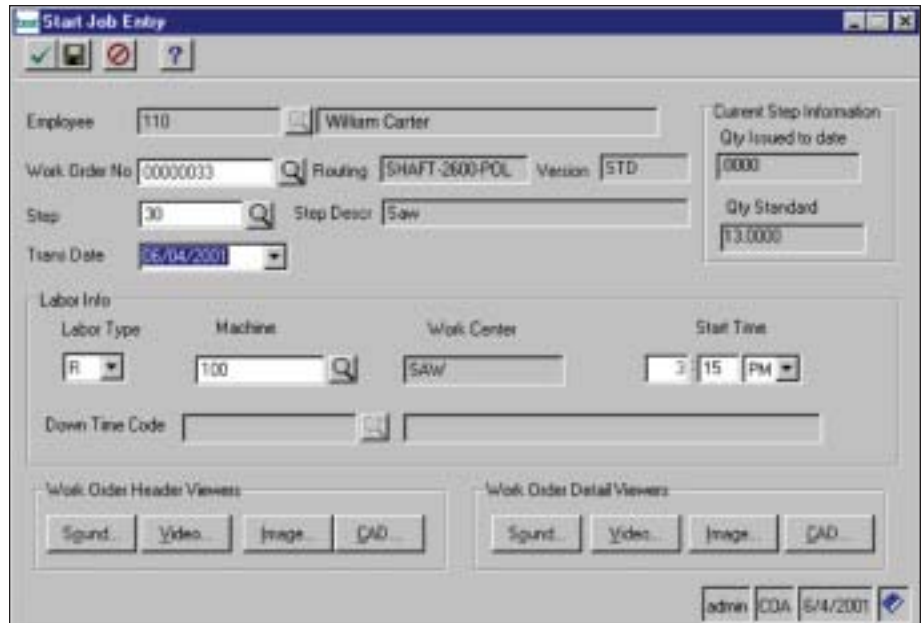 Start Job Entry
?
Employee 110 William Carter
Work Order No 00000033 Routing SHAFT-2600-POL Version STD
Step 30 Step Descr Saw
Trans Date 06/04/2001
Current Step Information
Qty Issued to date
.0000
Qty Standard
13.0000
Labor Info
Labor Type Machine Work Center Start Time
R 100 SAW 3 : 15 PM
Down Time Code
Work Order Header Viewers
Sound... Video... Image... CAD...
Work Order Detail Viewers
Sound... Video... Image... CAD...
admin COA 6/4/2001